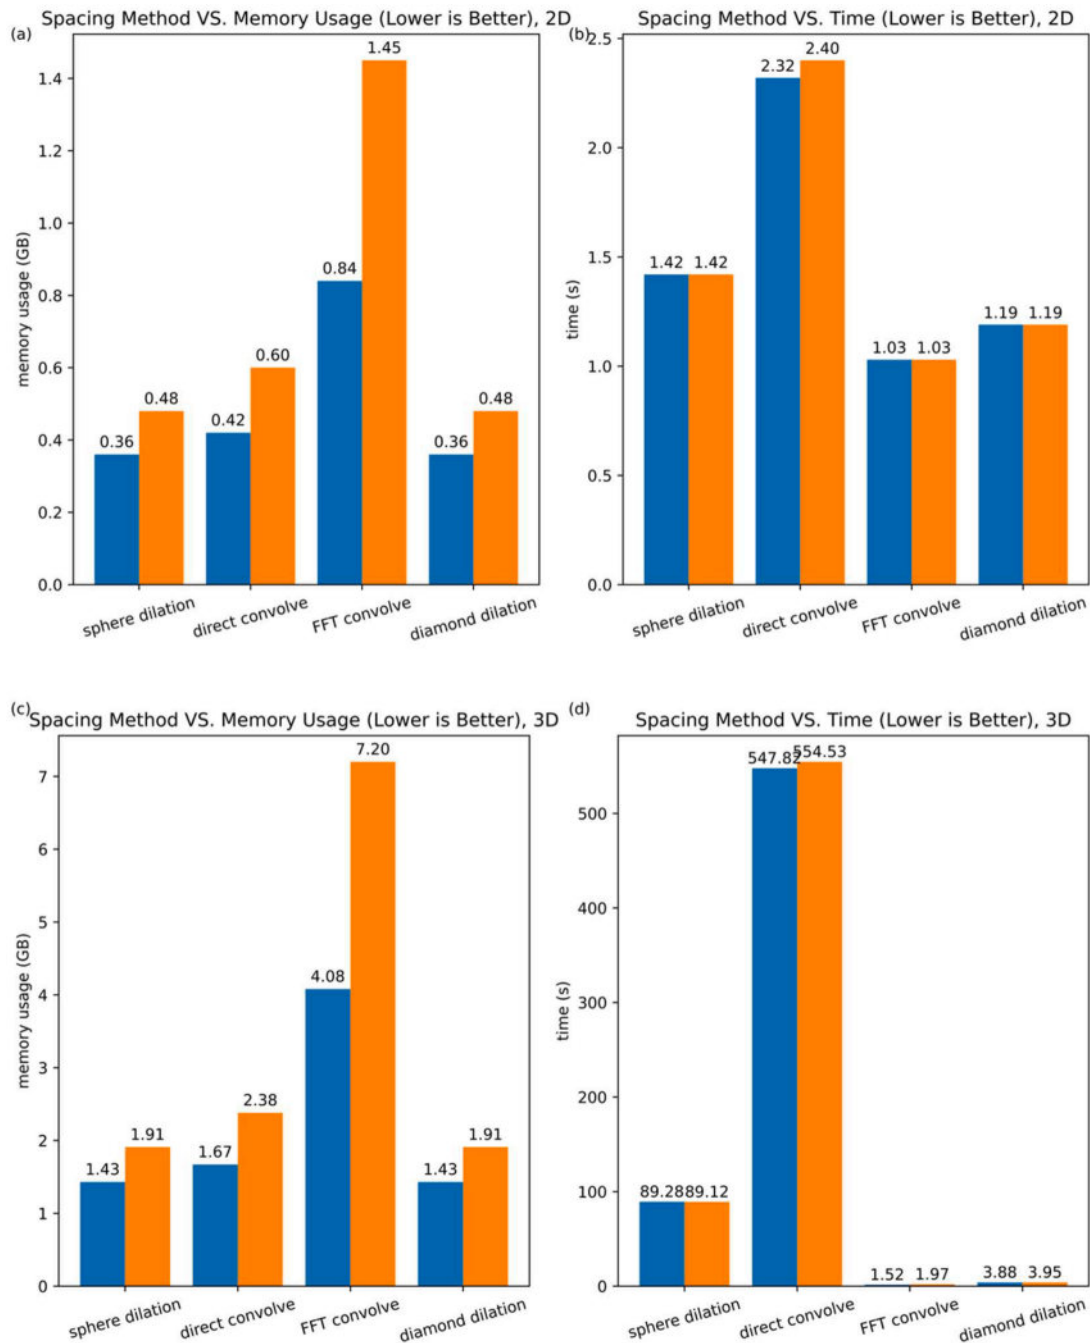 (a)
Spacing Method VS. Memory Usage (Lower is Better), 2D
1.45
1.4
1.2
1.0
0.84
0.8
memory usage (GB)
0.60
0.6
0.48
0.48
0.42
0.4
0.36
0.36
0.2
0.0
sphere dilation
direct convolve
FFT convolve
diamond dilation
(b)
Spacing Method VS. Time (Lower is Better), 2D
2.5
2.40
2.32
2.0
1.5
1.42 1.42
time (s)
1.19 1.19
1.03 1.03
1.0
0.5
0.0
sphere dilation
direct convolve
FFT convolve
diamond dilation
(c)
Spacing Method VS. Memory Usage (Lower is Better), 3D
7.20
7
6
5
4.08
4
memory usage (GB)
3
2.38
2
1.91
1.91
1.67
1.43
1.43
1
0
sphere dilation
direct convolve
FFT convolve
diamond dilation
(d)
Spacing Method VS. Time (Lower is Better), 3D
547.82
554.53
500
400
300
time (s)
200
100
89.28 89.12
1.52 1.97
3.88 3.95
0
sphere dilation
direct convolve
FFT convolve
diamond dilation